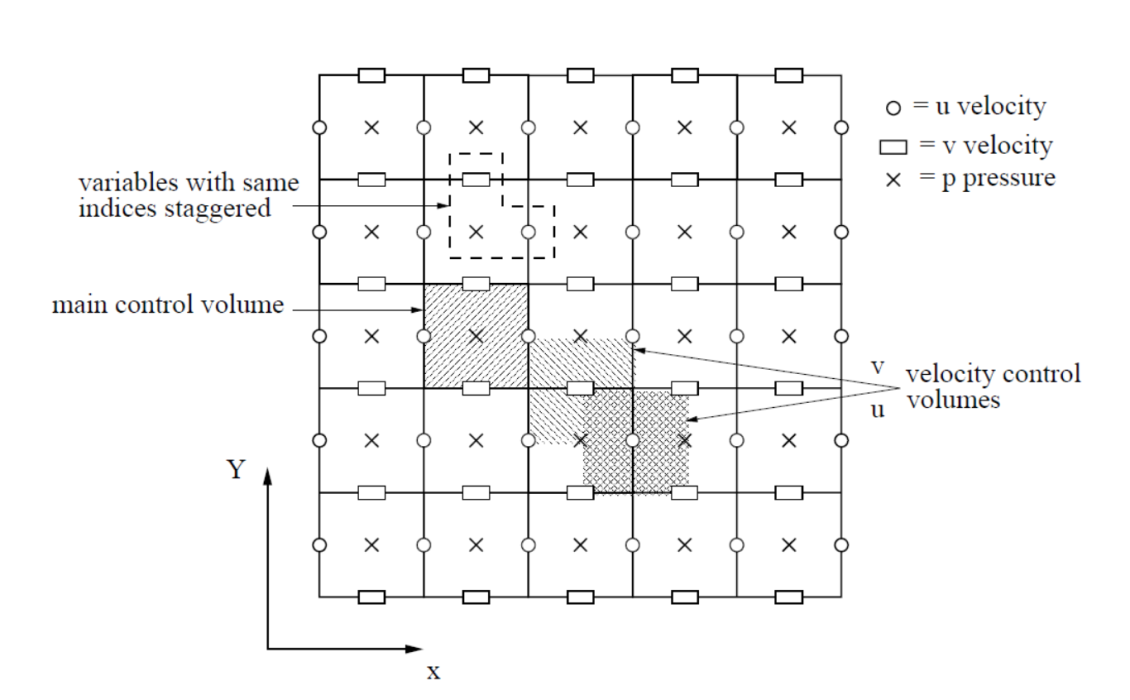 = u velocity
= v velocity
= p pressure
variables with same
indices staggered
main control volume
v
u
velocity control
volumes
Y
x